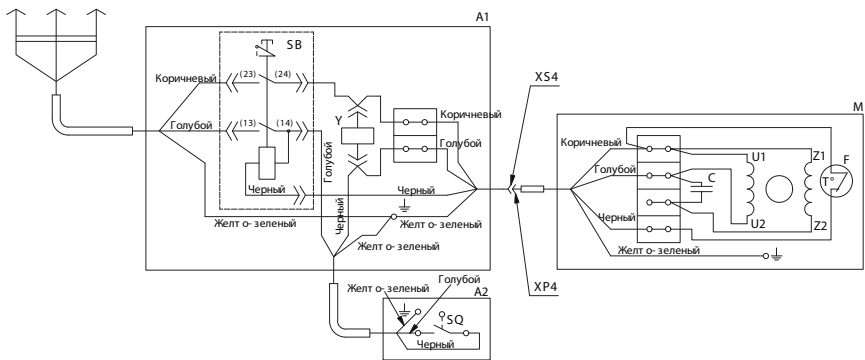 A1
SB
(23)
(24)
Коричневый
XS4
M
Y
Коричневый
Голубой
(13)
(14)
Голубой
Голубой
Коричневый
U1
Z1
F
T°
Голубой
C
Черный
Черный
Черный
Черный
U2
Z2
Желт о- зеленый
Желт о- зеленый
Желт о- зеленый
Желт о- зеленый
XP4
Голубой
A2
Желт о- зеленый
SQ
Черный